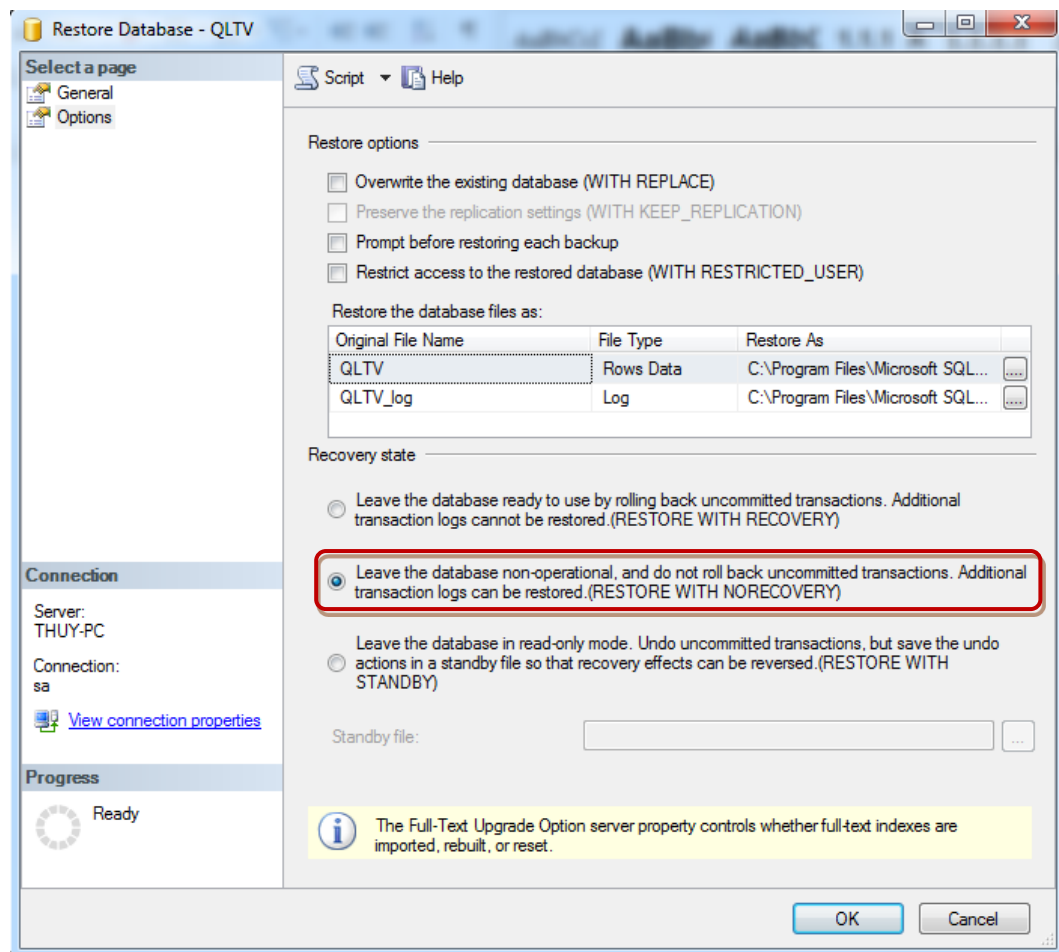 Restore Database - QLTV
Select a page
General
Options
Script
Help
Restore options
Overwrite the existing database (WITH REPLACE)
Preserve the replication settings (WITH KEEP_REPLICATION)
Prompt before restoring each backup
Restrict access to the restored database (WITH RESTRICTED_USER)
Restore the database files as:
Original File Name File Type Restore As
QLTV Rows Data C:\Program Files\Microsoft SQL... ....
QLTV_log Log C:\Program Files\Microsoft SQL... ....
Recovery state
Leave the database ready to use by rolling back uncommitted transactions. Additional
transaction logs cannot be restored.(RESTORE WITH RECOVERY)
Leave the database non-operational, and do not roll back uncommitted transactions. Additional
transaction logs can be restored.(RESTORE WITH NORECOVERY)
Leave the database in read-only mode. Undo uncommitted transactions, but save the undo
actions in a standby file so that recovery effects can be reversed.(RESTORE WITH
STANDBY)
Standby file: ...
Connection
Server:
THUY-PC
Connection:
sa
View connection properties
Progress
Ready
The Full-Text Upgrade Option server property controls whether full-text indexes are
imported, rebuilt, or reset.
OK Cancel